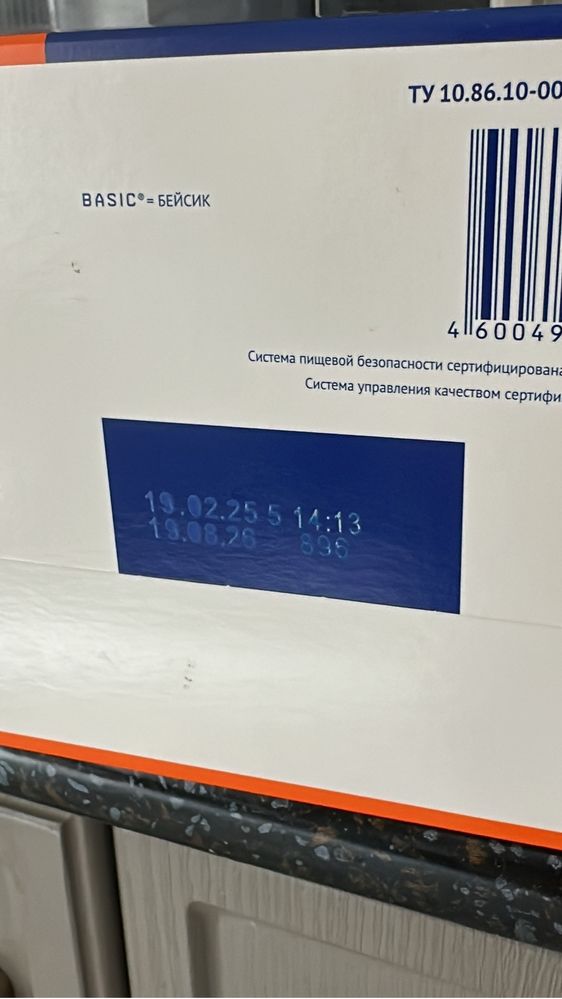 ТУ 10.86.10-00
BASIC® = БЕЙСИК
4 60049
Система пищевой безопасности сертифицирована
Система управления качеством сертифи
19.02.25 5 14:13
19.08.26 896